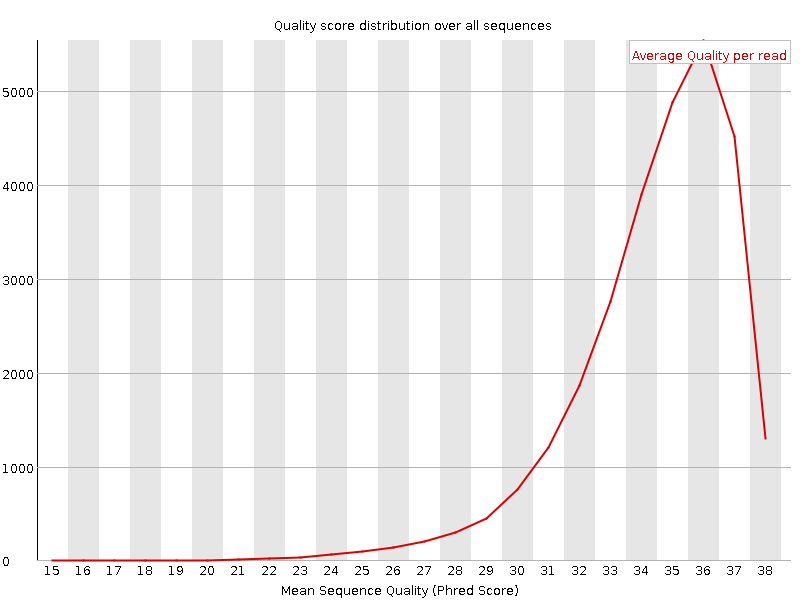 Quality score distribution over all sequences
Average Quality per read
5000
4000
3000
2000
1000
0
15 16 17 18 19 20 21 22 23 24 25 26 27 28 29 30 31 32 33 34 35 36 37 38
Mean Sequence Quality (Phred Score)